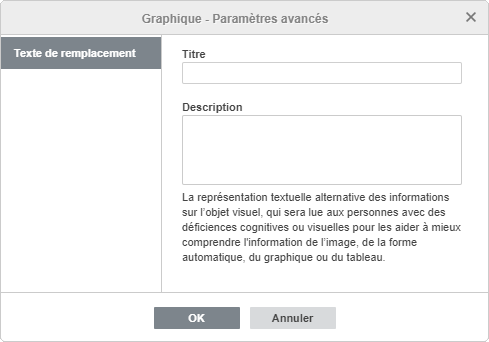 Graphique - Paramètres avancés
Texte de remplacement
Titre
Description
La représentation textuelle alternative des informations
sur l'objet visuel, qui sera lue aux personnes avec des
déficiences cognitives ou visuelles pour les aider à mieux
comprendre l'information de l'image, de la forme
automatique, du graphique ou du tableau.
OK
Annuler